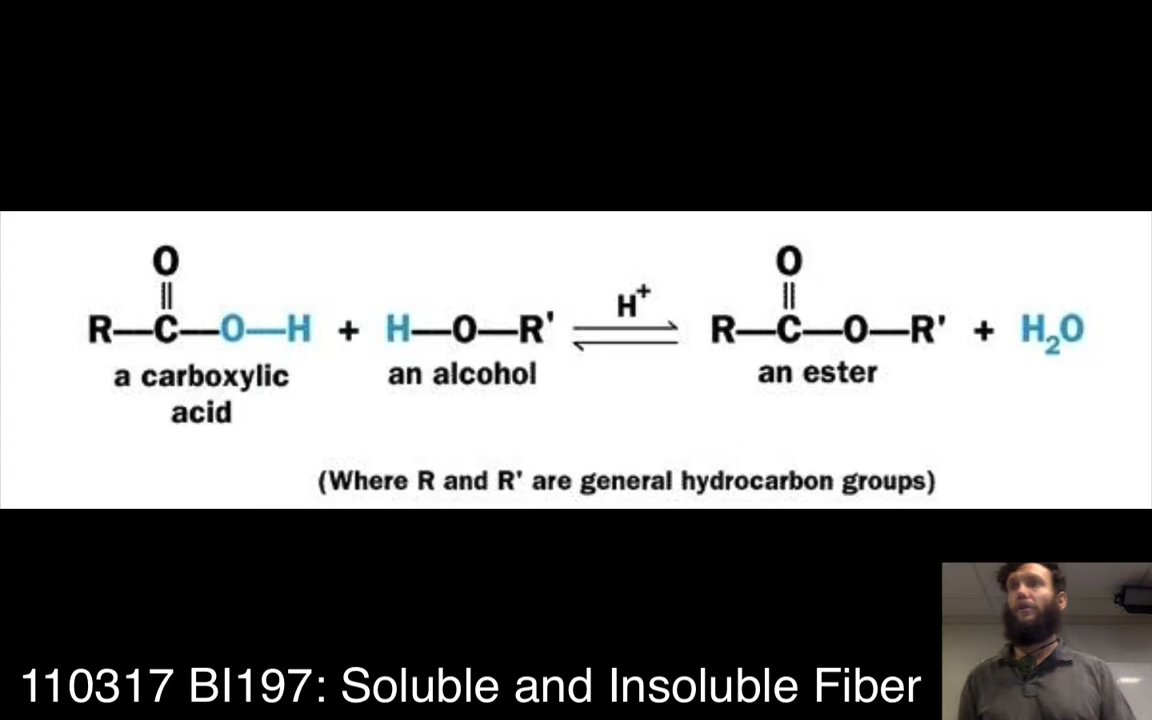 O O
R—C—O—H + H—O—R' H⁺ R—C—O—R' + H₂O
a carboxylic acid an alcohol an ester
(Where R and R' are general hydrocarbon groups)
110317 BI197: Soluble and Insoluble Fiber